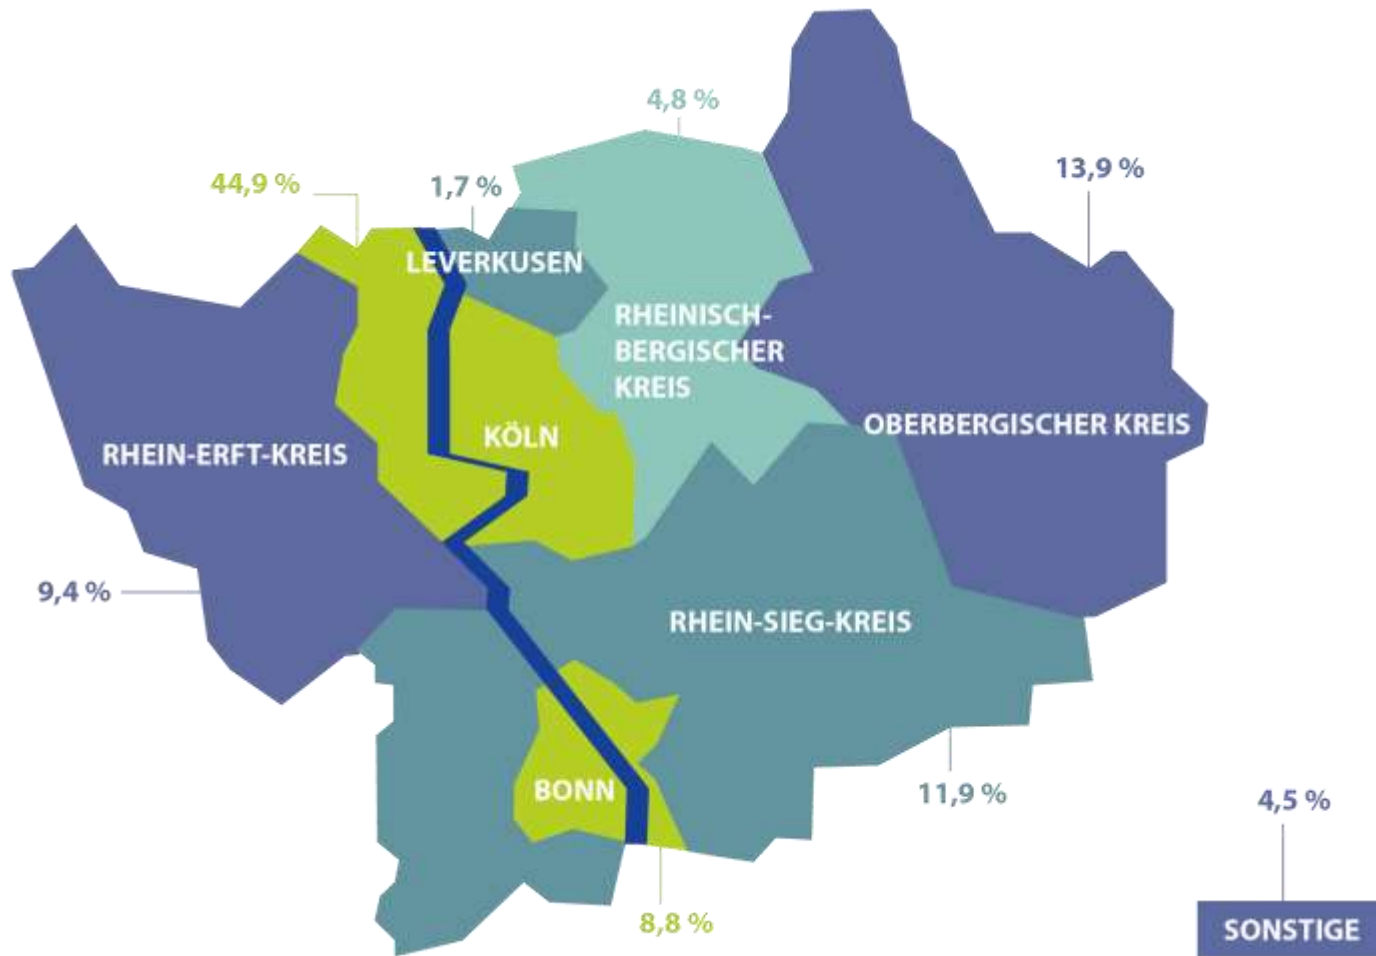 4,8 %
13,9 %
44,9 %
1,7 %
LEVERKUSEN
RHEINISCH-
BERGISCHER
KREIS
OBERBERGISCHER KREIS
KÖLN
RHEIN-ERFT-KREIS
9,4 %
RHEIN-SIEG-KREIS
BONN
11,9 %
4,5 %
8,8 %
SONSTIGE